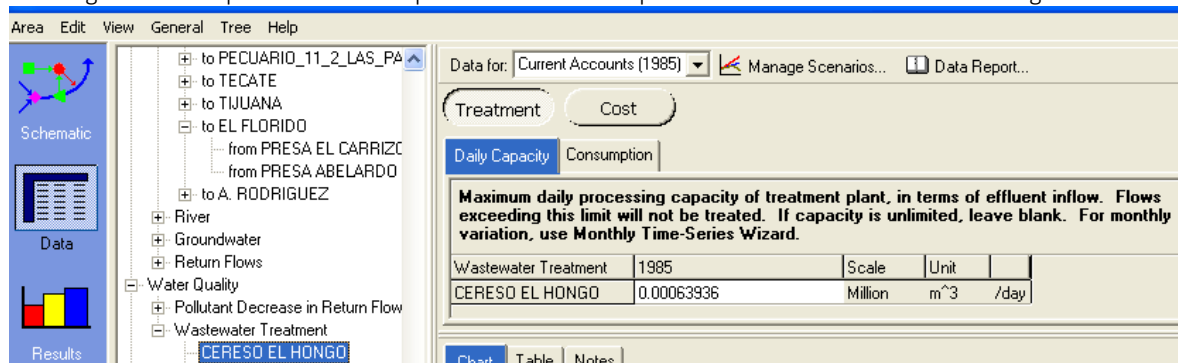 Area Edit View General Tree Help
Schematic
Data
Results
to PECUARIO_11_2_LAS_PA
to TECATE
to TIJUANA
to EL FLORIDO
from PRESA EL CARRIZO
from PRESA ABELARDO
to A. RODRIGUEZ
River
Groundwater
Return Flows
Water Quality
Pollutant Decrease in Return Flow
Wastewater Treatment
CERESO EL HONGO
Data for: Current Accounts (1985) Manage Scenarios... Data Report...
Treatment Cost
Daily Capacity Consumption
Maximum daily processing capacity of treatment plant, in terms of effluent inflow. Flows
exceeding this limit will not be treated. If capacity is unlimited, leave blank. For monthly
variation, use Monthly Time-Series Wizard.
Wastewater Treatment 1985 Scale Unit
CERESO EL HONGO 0.00063936 Million m^3 /day
Chart Table Notes